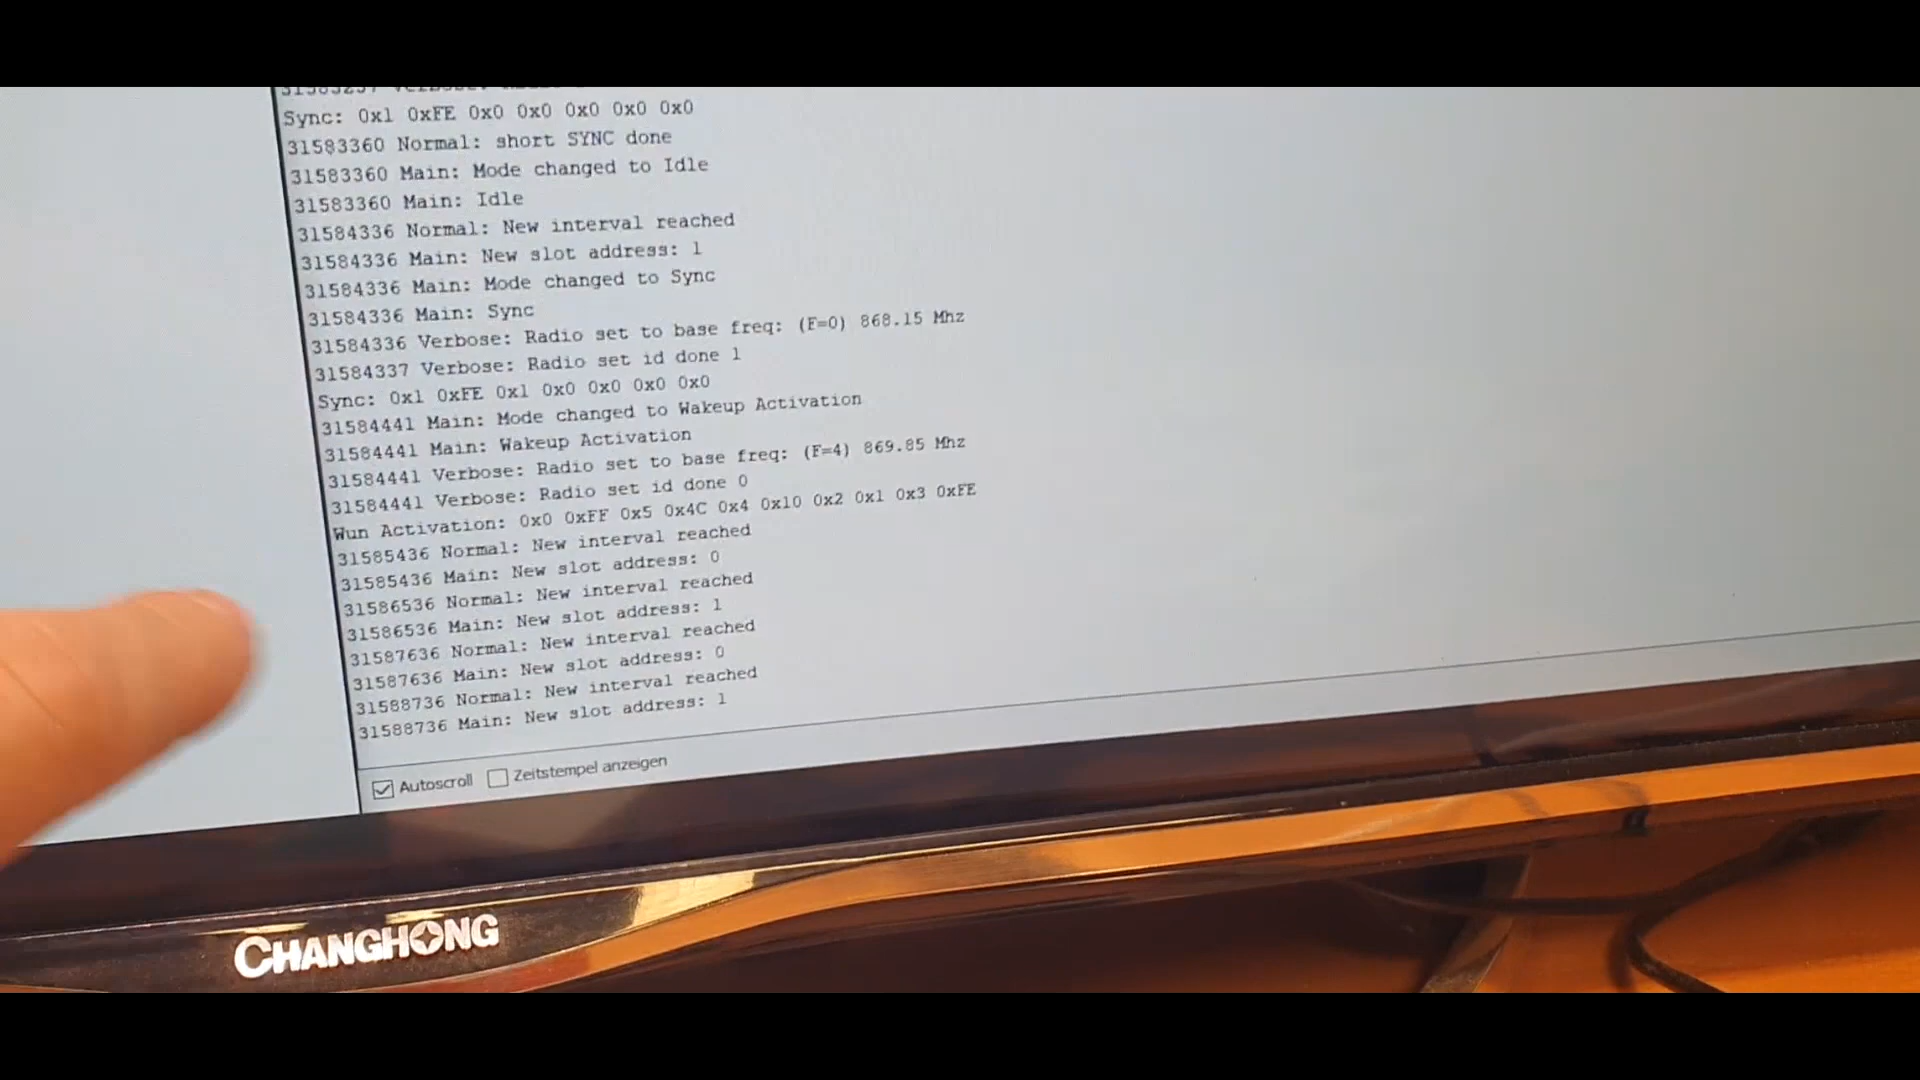 Sync: 0x1 0xFE 0x0 0x0 0x0 0x0 0x0
31583360 Normal: short SYNC done
31583360 Main: Mode changed to Idle
31583360 Main: Idle
31584336 Normal: New interval reached
31584336 Main: New slot address: 1
31584336 Main: Mode changed to Sync
31584336 Main: Sync
31584336 Verbose: Radio set to base freq: (F=0) 868.15 Mhz
31584337 Verbose: Radio set id done 1
Sync: 0x1 0xFE 0x1 0x0 0x0 0x0 0x0
31584441 Main: Mode changed to Wakeup Activation
31584441 Main: Wakeup Activation
31584441 Verbose: Radio set to base freq: (F=4) 869.85 Mhz
31584441 Verbose: Radio set id done 0
Wun Activation: 0x0 0xFF 0x5 0x4C 0x4 0x10 0x2 0x1 0x3 0xFE
31585436 Normal: New interval reached
31585436 Main: New slot address: 0
31586536 Normal: New interval reached
31586536 Main: New slot address: 1
31587636 Normal: New interval reached
31587636 Main: New slot address: 0
31588736 Normal: New interval reached
31588736 Main: New slot address: 1
Autoscroll Zeitstempel anzeigen
CHANGHONG